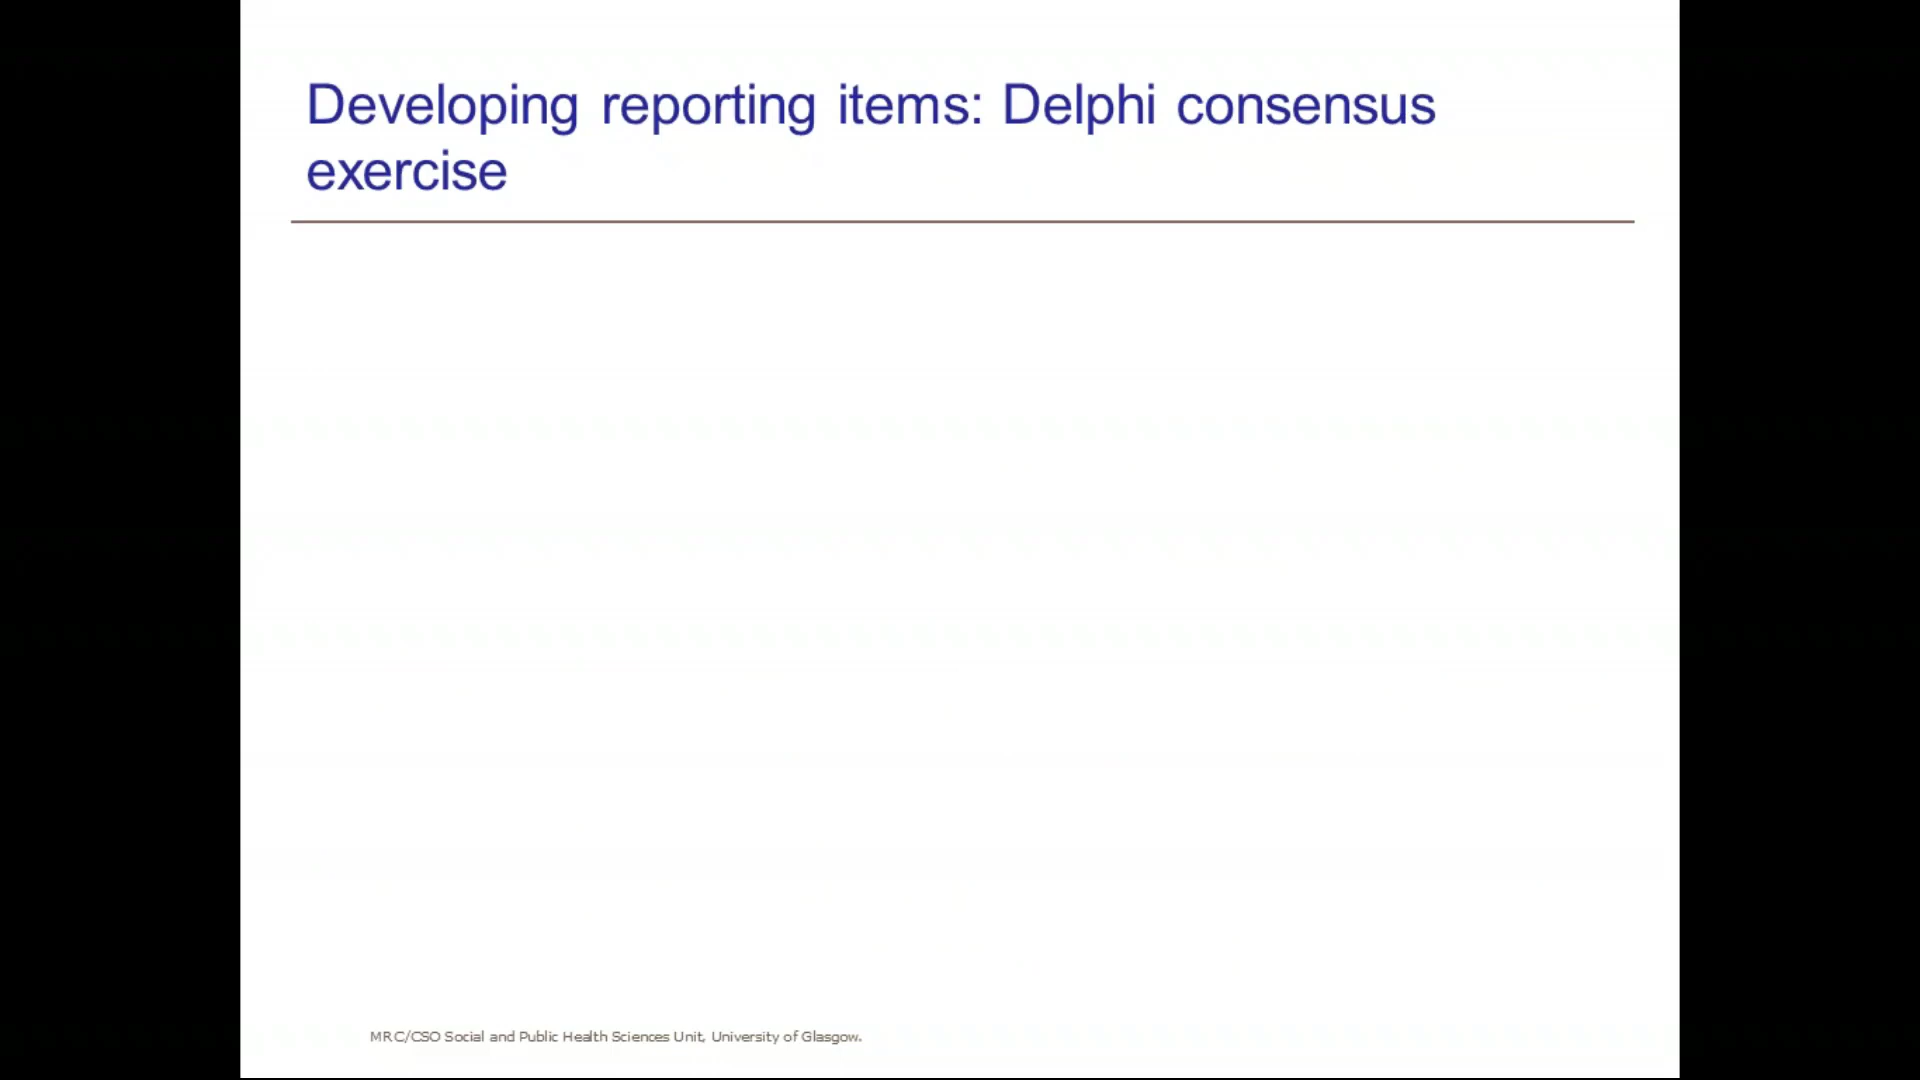 Developing reporting items: Delphi consensus
exercise
MRC/CSO Social and Public Health Sciences Unit, University of Glasgow.